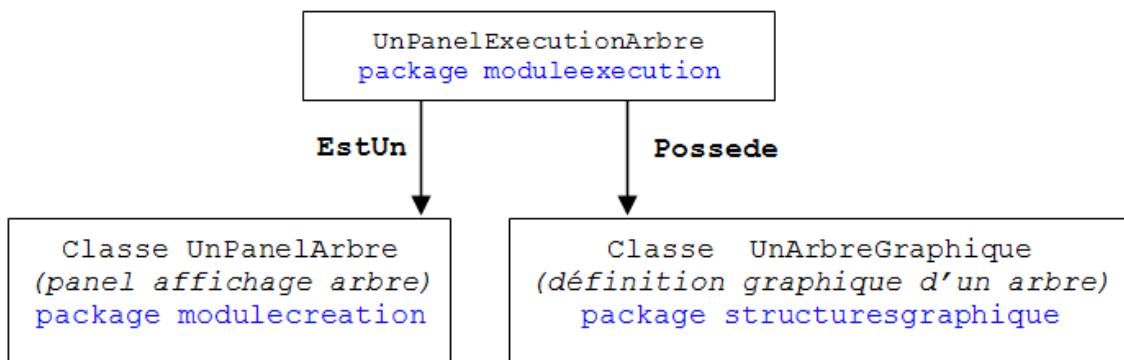 UnPanelExecutionArbre
package moduleexecution
EstUn
Possede
Classe UnPanelArbre
(panel affichage arbre)
package modulecreation
Classe UnArbreGraphique
(définition graphique d'un arbre)
package structuresgraphique